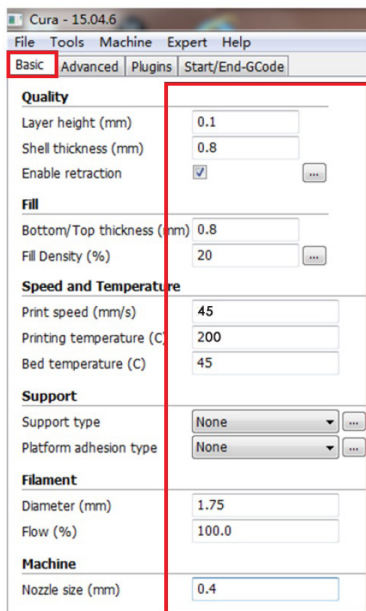 Cura - 15.04.6
File Tools Machine Expert Help
Basic Advanced Plugins Start/End-GCode
Quality
Layer height (mm) 0.1
Shell thickness (mm) 0.8
Enable retraction ...
Fill
Bottom/Top thickness (mm) 0.8
Fill Density (%) 20 ...
Speed and Temperature
Print speed (mm/s) 45
Printing temperature (C) 200
Bed temperature (C) 45
Support
Support type None ...
Platform adhesion type None ...
Filament
Diameter (mm) 1.75
Flow (%) 100.0
Machine
Nozzle size (mm) 0.4